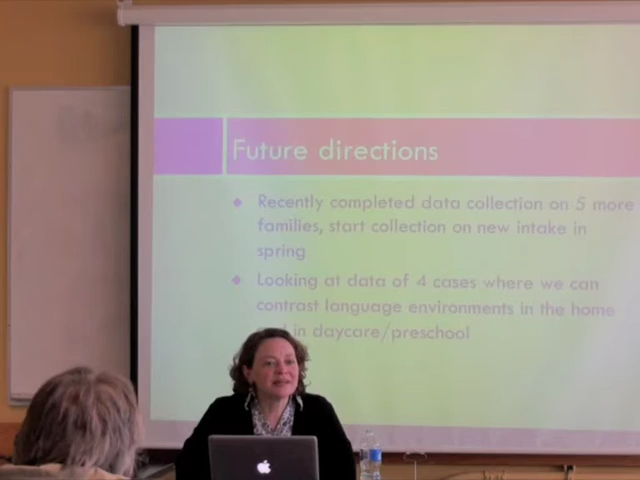 Future directions
Recently completed data collection on 5 more
families, start collection on new intake in
spring
Looking at data of 4 cases where we can
contrast language environments in the home
in daycare/preschool